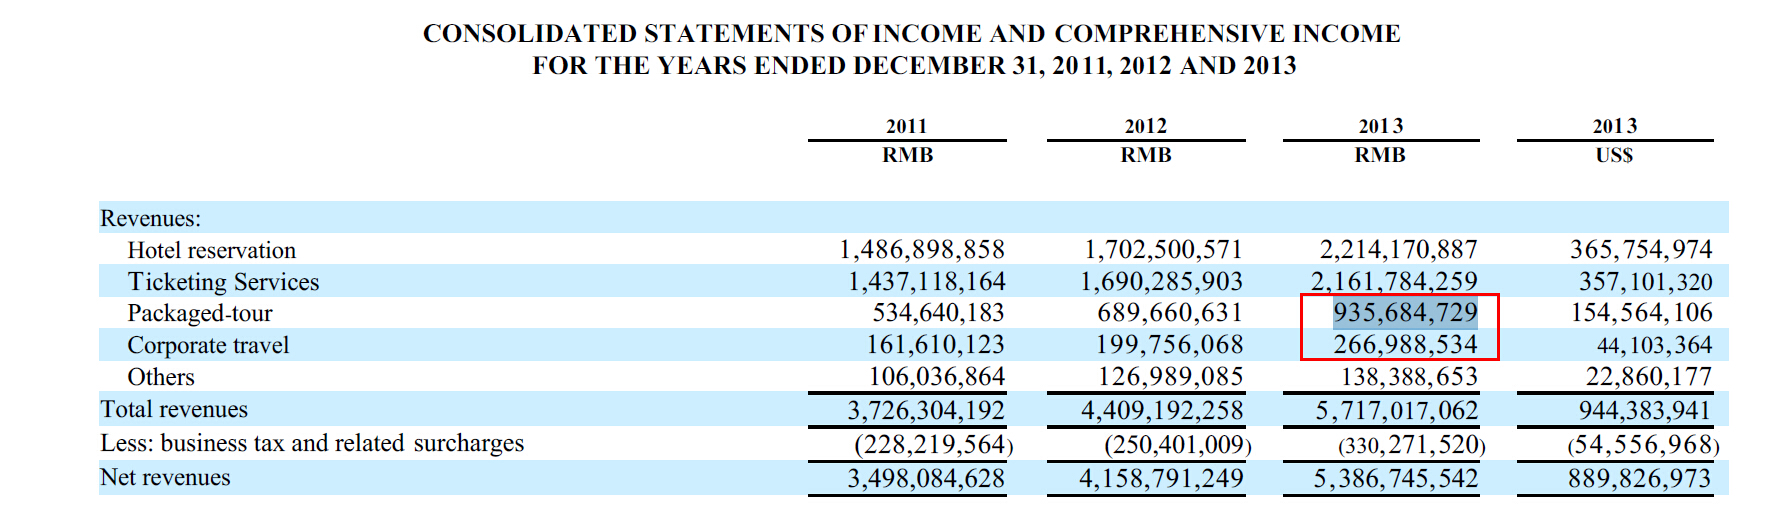 CONSOLIDATED STATEMENTS OF INCOME AND COMPREHENSIVE INCOME
FOR THE YEARS ENDED DECEMBER 31, 2011, 2012 AND 2013
2011 2012 2013 2013
RMB RMB RMB US$
Revenues:
Hotel reservation 1,486,898,858 1,702,500,571 2,214,170,887 365,754,974
Ticketing Services 1,437,118,164 1,690,285,903 2,161,784,259 357,101,320
Packaged-tour 534,640,183 689,660,631 935,684,729 154,564,106
Corporate travel 161,610,123 199,756,068 266,988,534 44,103,364
Others 106,036,864 126,989,085 138,388,653 22,860,177
Total revenues 3,726,304,192 4,409,192,258 5,717,017,062 944,383,941
Less: business tax and related surcharges (228,219,564) (250,401,009) (330,271,520) (54,556,968)
Net revenues 3,498,084,628 4,158,791,249 5,386,745,542 889,826,973